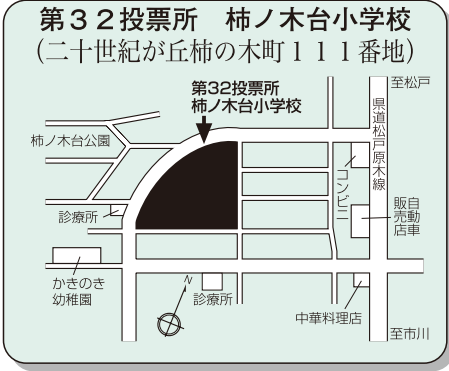 第３２投票所　柿ノ木台小学校
（二十世紀が丘柿の木町１１１番地）
至松戸
第32投票所
柿ノ木台小学校
県道松戸原木線
柿ノ木台公園
コンビニ
自動車
販売店
診療所
かきのき
幼稚園
N
診療所
中華料理店
至市川